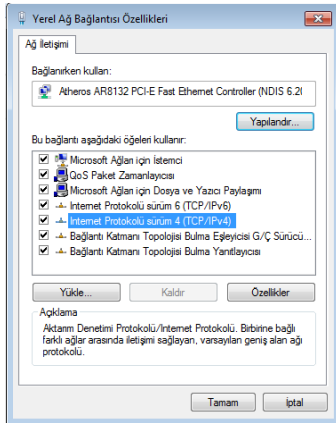 Yerel Ağ Bağlantısı Özellikleri
Ağ İletişimi
Bağlanırken kullan:
Atheros AR8132 PCI-E Fast Ethernet Controller (NDIS 6.20
Yapılandır...
Bu bağlantı aşağıdaki öğeleri kullanır:
Microsoft Ağları için İstemci
QoS Paket Zamanlayıcısı
Microsoft Ağları için Dosya ve Yazıcı Paylaşımı
Internet Protokolü sürüm 6 (TCP/IPv6)
Internet Protokolü sürüm 4 (TCP/IPv4)
Bağlantı Katmanı Topolojisi Bulma Eşleyicisi G/Ç Sürücü...
Bağlantı Katmanı Topolojisi Bulma Yanıtlayıcısı
Yükle...
Kaldır
Özellikler
Açıklama
Aktarım Denetimi Protokolü/Internet Protokolü. Birbirine bağlı
farklı ağlar arasında iletişimi sağlayan, varsayılan geniş alan ağı
protokolü.
Tamam
İptal